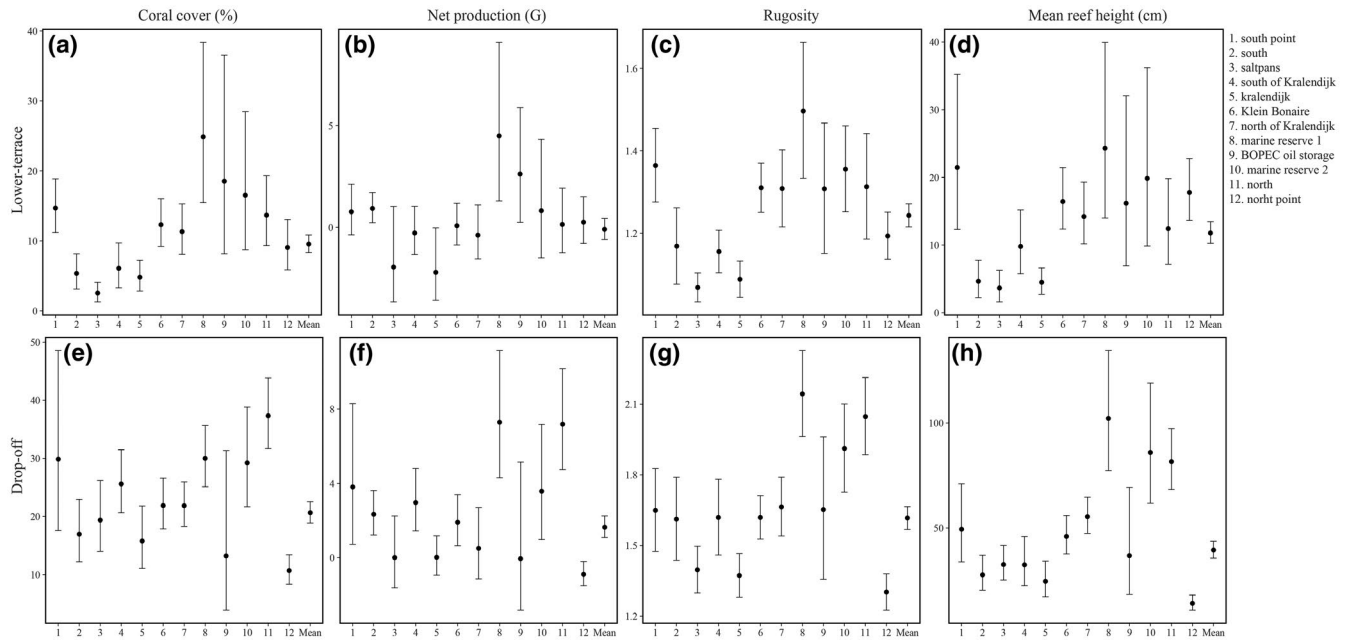 Coral cover (%) Net production (G) Rugosity Mean reef height (cm)
Lower-terrace
(a) (b) (c) (d)
40
30
20
10
0
1 2 3 4 5 6 7 8 9 10 11 12 Mean
5
0
1 2 3 4 5 6 7 8 9 10 11 12 Mean
1.6
1.4
1.2
1 2 3 4 5 6 7 8 9 10 11 12 Mean
40
30
20
10
0
1 2 3 4 5 6 7 8 9 10 11 12 Mean
1. south point
2. south
3. saltpans
4. south of Kralendijk
5. kralendijk
6. Klein Bonaire
7. north of Kralendijk
8. marine reserve 1
9. BOPEC oil storage
10. marine reserve 2
11. north
12. norht point
Drop-off
(e) (f) (g) (h)
50
40
30
20
10
1 2 3 4 5 6 7 8 9 10 11 12 Mean
8
4
0
1 2 3 4 5 6 7 8 9 10 11 12 Mean
2.1
1.8
1.5
1.2
1 2 3 4 5 6 7 8 9 10 11 12 Mean
100
50
1 2 3 4 5 6 7 8 9 10 11 12 Mean